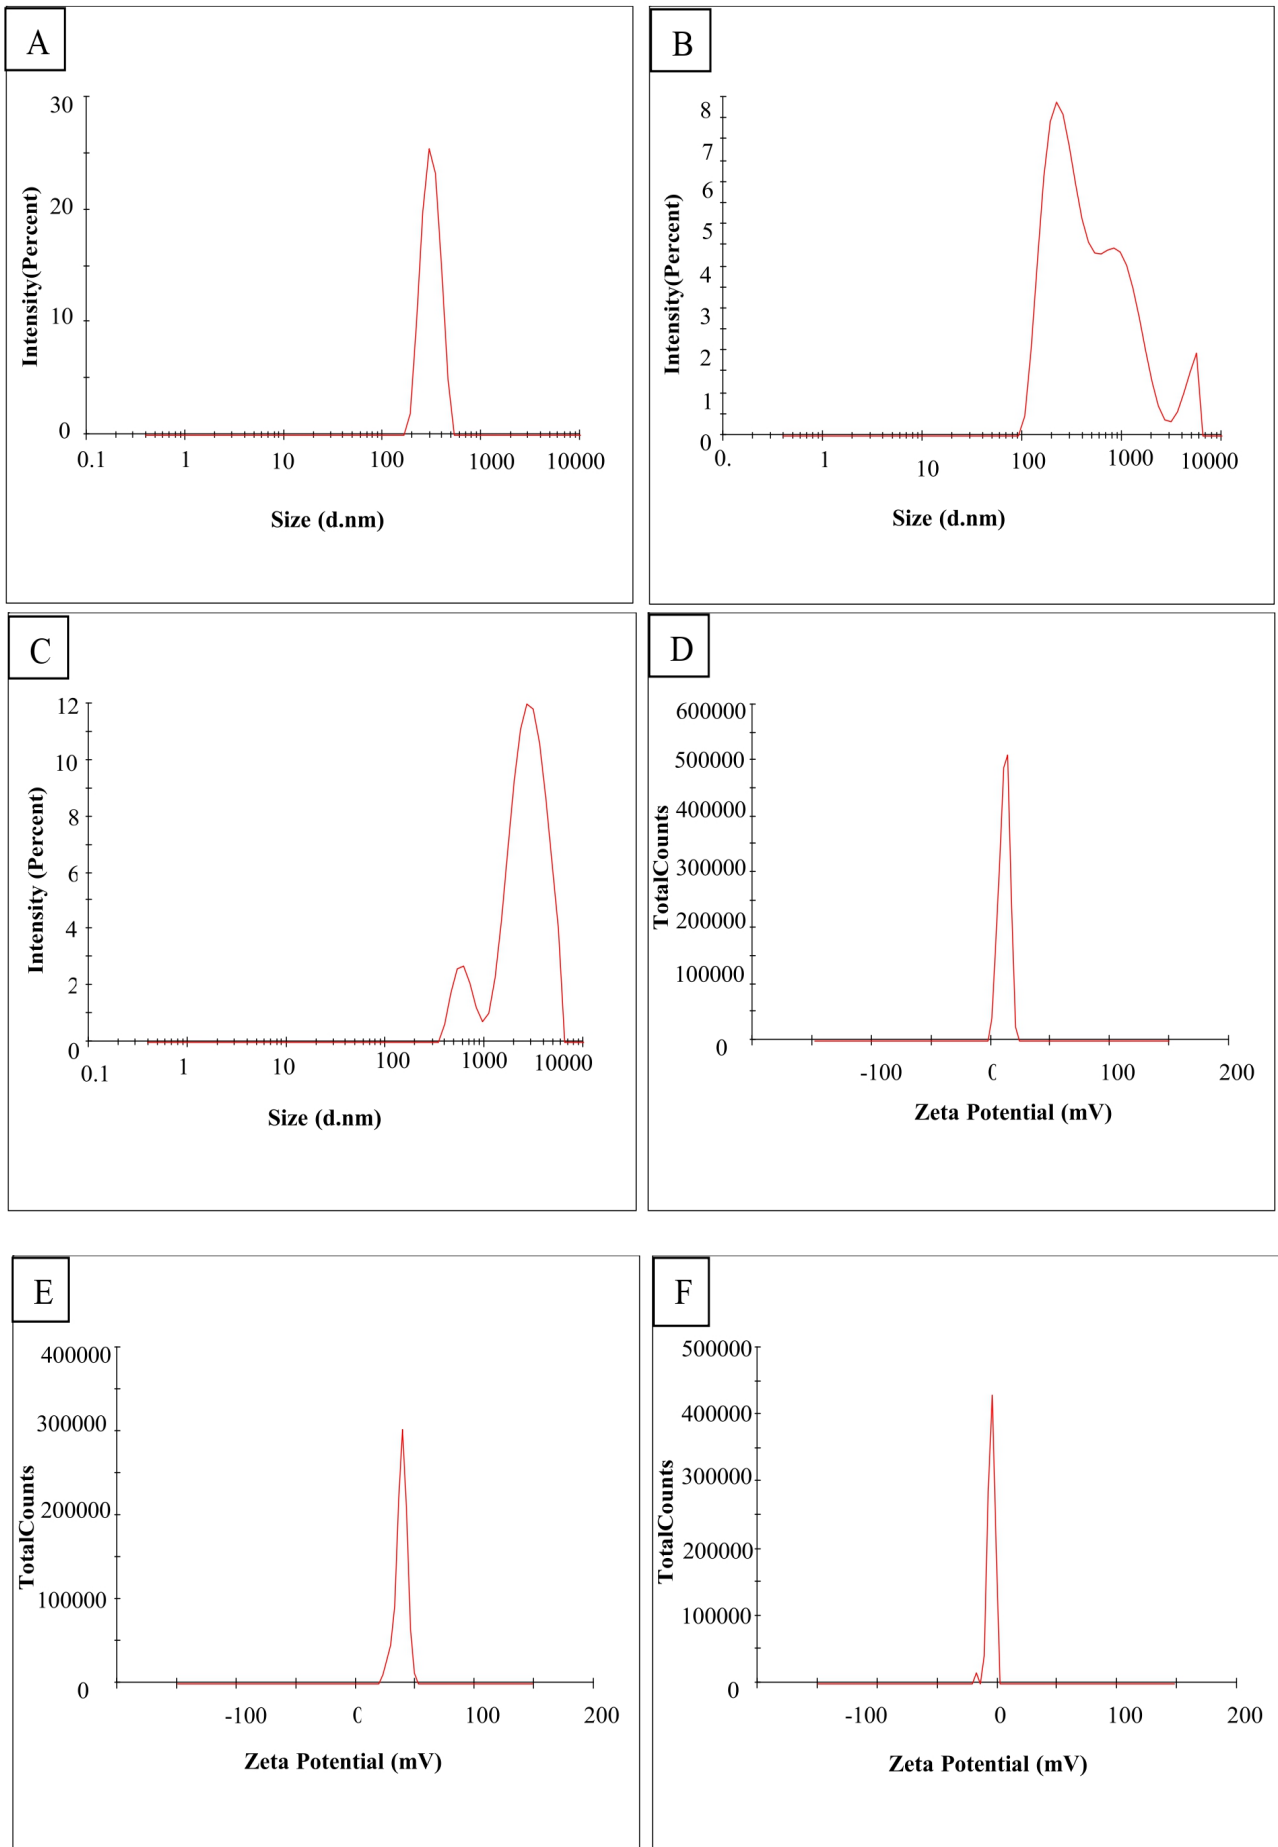 A
30
20
10
0
0.1 1 10 100 1000 10000
Intensity(Percent)
Size (d.nm)
B
8
7
6
5
4
3
2
1
0
0. 1 10 100 1000 10000
Intensity(Percent)
Size (d.nm)
C
12
10
8
6
4
2
0
0.1 1 10 100 1000 10000
Intensity (Percent)
Size (d.nm)
D
600000
500000
400000
300000
200000
100000
0
-100 0 100 200
TotalCounts
Zeta Potential (mV)
E
400000
300000
200000
100000
0
-100 0 100 200
TotalCounts
Zeta Potential (mV)
F
500000
400000
300000
200000
100000
0
-100 0 100 200
TotalCounts
Zeta Potential (mV)